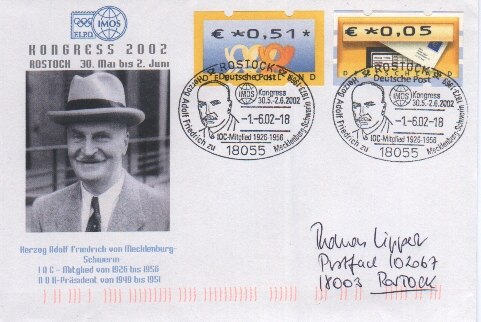 F.I.P.O.
IMOS
KONGRESS 2002
ROSTOCK 30. Mai bis 2. Juni
€ *0,51*
Deutsche Post
€ *0,05
Deutsche Post
ROSTOCK
IMOS Kongress
30.5.-2.6.2002
-1.-6.02-18
IOC-Mitglied 1926-1956
Herzog Adolf Friedrich zu Mecklenburg-Schwerin
18055
ROSTOCK
IMOS Kongress
30.5.-2.6.2002
-1.-6.02-18
IOC-Mitglied 1926-1956
Herzog Adolf Friedrich zu Mecklenburg-Schwerin
18055
Herzog Adolf Friedrich von Mecklenburg-
Schwerin
IOC - Mitglied von 1926 bis 1956
NOK-Präsident von 1949 bis 1951
Thomas Lippert
Postfach 102067
18003 Rostock